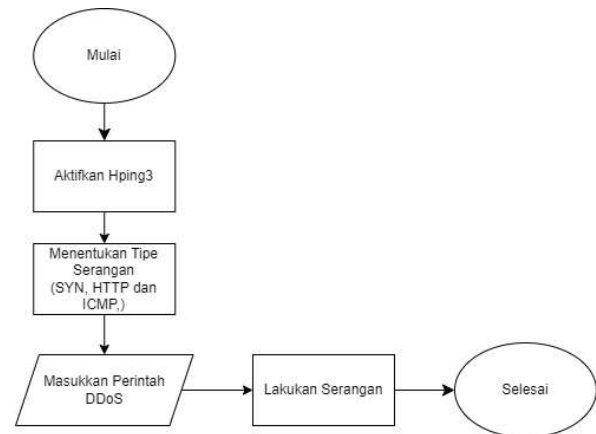 Mulai
Aktifkan Hping3
Menentukan Tipe
Serangan
(SYN, HTTP dan
ICMP,)
Masukkan Perintah
DDoS
Lakukan Serangan
Selesai